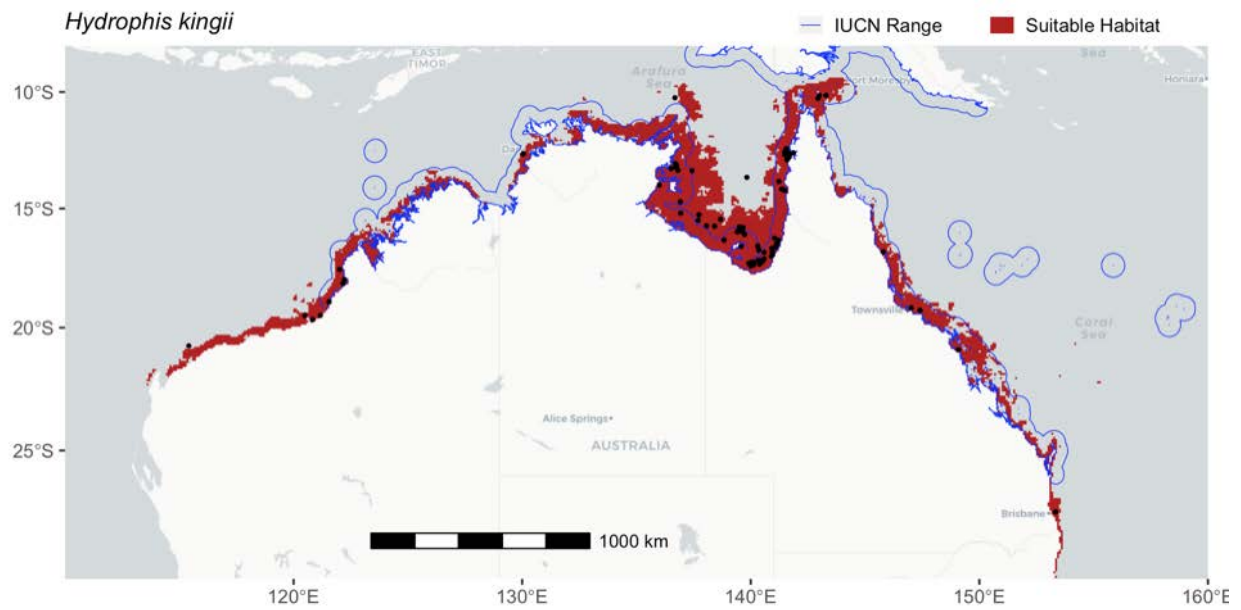 Hydrophis kingii
IUCN Range
Suitable Habitat
EAST
TIMOR
Arafura
Sea
Sea
Honiara
10°S
15°S
20°S
25°S
Townsville
Coral
Sea
Alice Springs
AUSTRALIA
Brisbane
1000 km
120°E
130°E
140°E
150°E
160°E